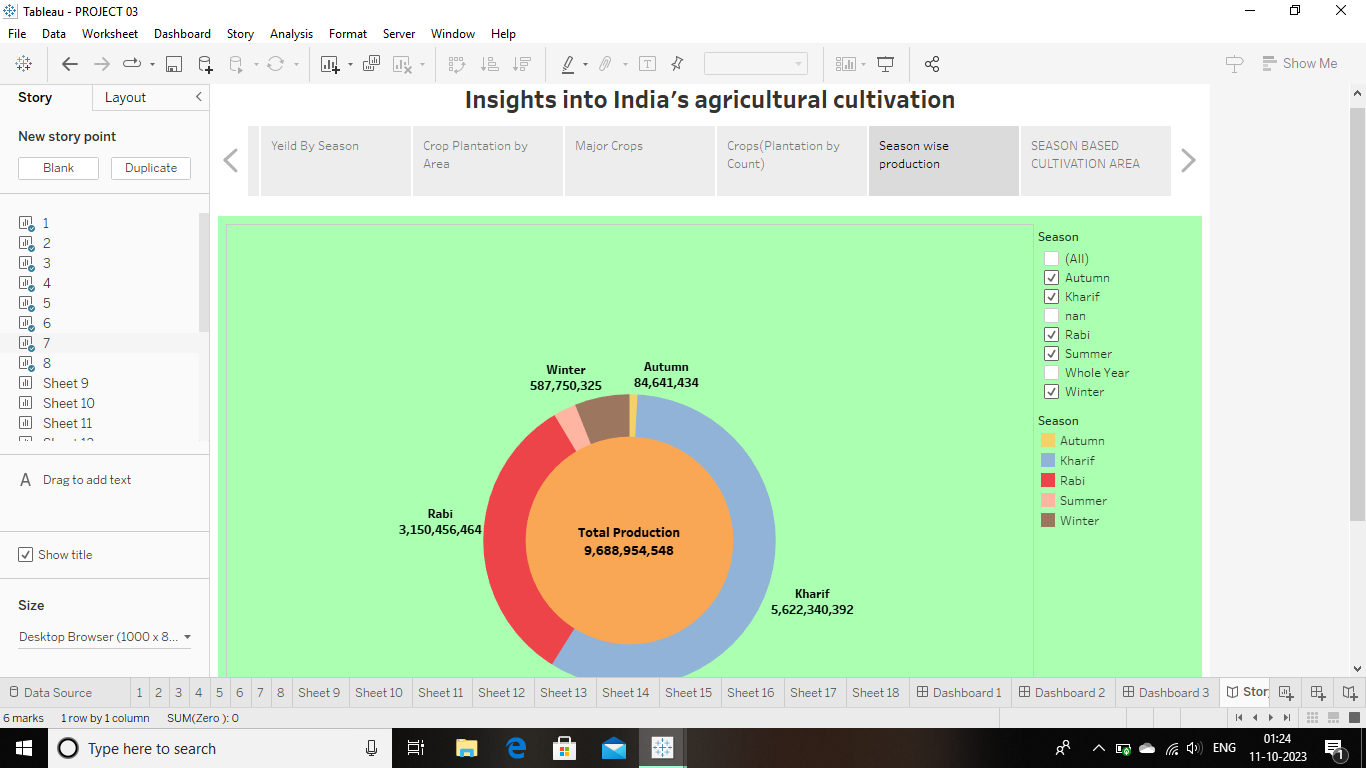 Tableau - PROJECT 03
File Data Worksheet Dashboard Story Analysis Format Server Window Help
Show Me
Story Layout
New story point
Blank Duplicate
1
2
3
4
5
6
7
8
Sheet 9
Sheet 10
Sheet 11
A Drag to add text
Show title
Size
Desktop Browser (1000 x 8...
Insights into India's agricultural cultivation
Yeild By Season
Crop Plantation by
Area
Major Crops
Crops(Plantation by
Count)
Season wise
production
SEASON BASED
CULTIVATION AREA
Winter
587,750,325
Autumn
84,641,434
Rabi
3,150,456,464
Total Production
9,688,954,548
Kharif
5,622,340,392
Season
(All)
Autumn
Kharif
nan
Rabi
Summer
Whole Year
Winter
Season
Autumn
Kharif
Rabi
Summer
Winter
Data Source 1 2 3 4 5 6 7 8 Sheet 9 Sheet 10 Sheet 11 Sheet 12 Sheet 13 Sheet 14 Sheet 15 Sheet 16 Sheet 17 Sheet 18 Dashboard 1 Dashboard 2 Dashboard 3 Stor
6 marks 1 row by 1 column SUM(Zero ): 0
Type here to search
ENG
01:24
11-10-2023
1